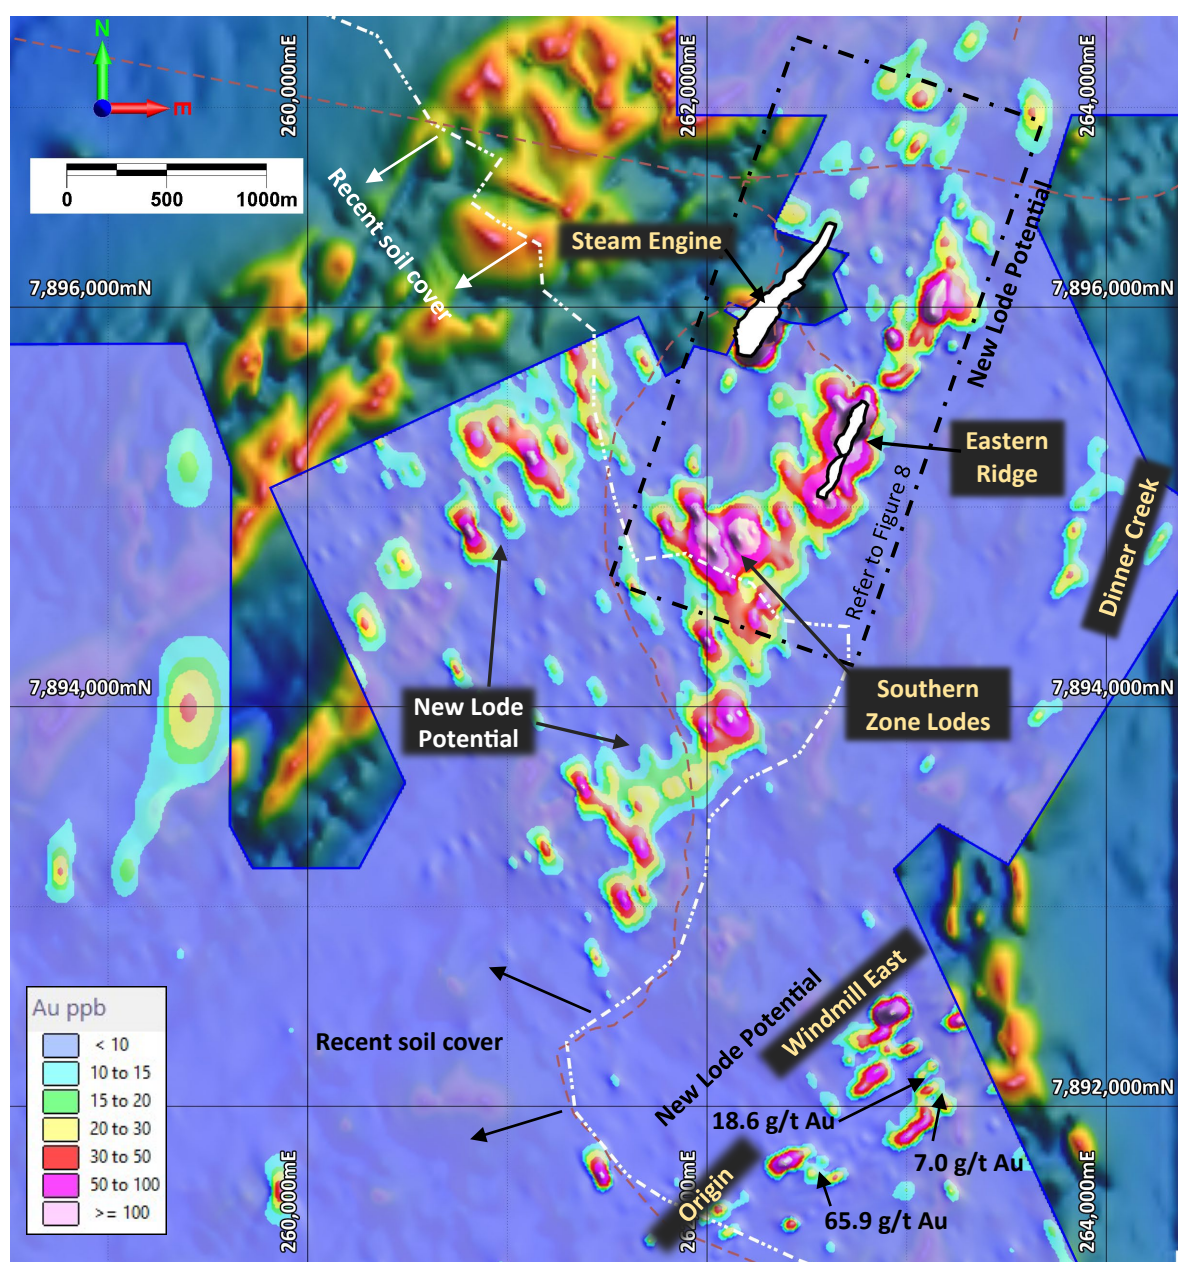 N
E
260,000mE
262,000mE
264,000mE
0 500 1000m
Recent soil cover
Steam Engine
New Lode Potential
7,896,000mN
7,896,000mN
Eastern
Ridge
Refer to Figure 8
Dinner Creek
7,894,000mN
7,894,000mN
New Lode
Potential
Southern
Zone Lodes
Windmill East
New Lode Potential
Recent soil cover
Au ppb
< 10
10 to 15
15 to 20
20 to 30
30 to 50
50 to 100
>= 100
7,892,000mN
18.6 g/t Au
7.0 g/t Au
65.9 g/t Au
Origin
260,000mE
264,000mE